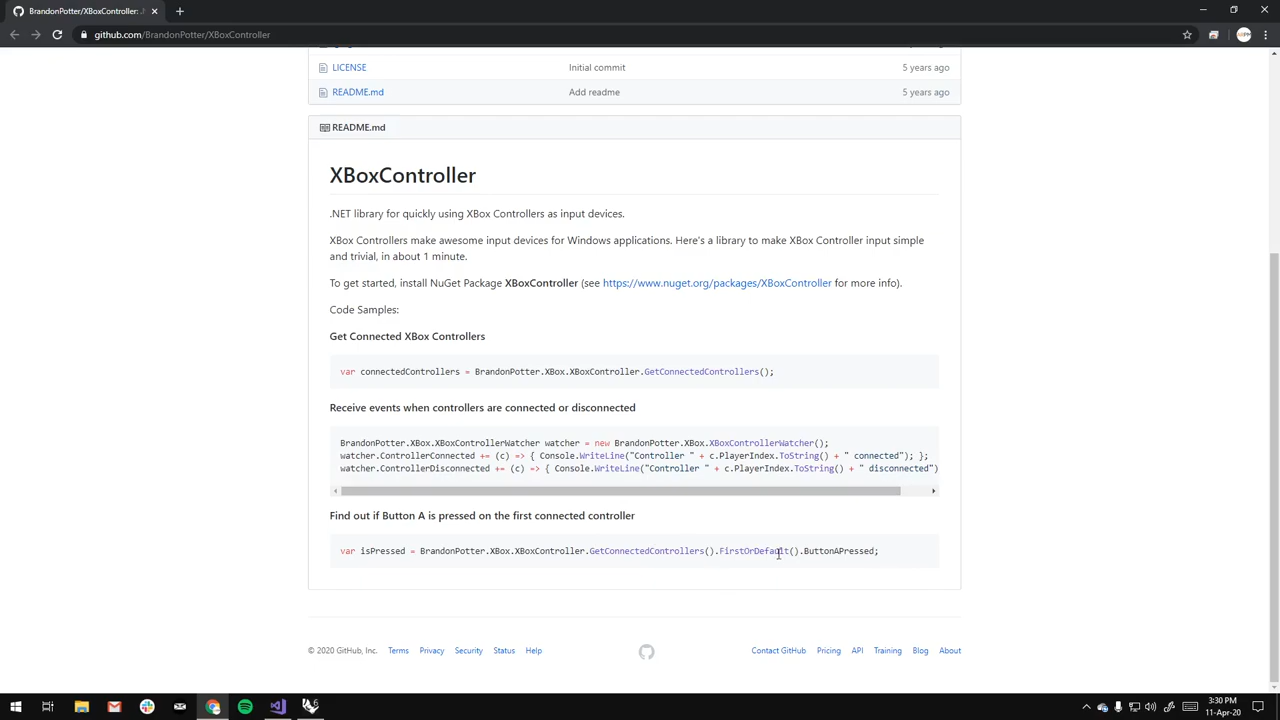 BrandonPotter/XBoxController: .N
github.com/BrandonPotter/XBoxController
LICENSE
Initial commit
5 years ago
README.md
Add readme
5 years ago
README.md
XBoxController
.NET library for quickly using XBox Controllers as input devices.
XBox Controllers make awesome input devices for Windows applications. Here's a library to make XBox Controller input simple
and trivial, in about 1 minute.
To get started, install NuGet Package XBoxController (see https://www.nuget.org/packages/XBoxController for more info).
Code Samples:
Get Connected XBox Controllers
var connectedControllers = BrandonPotter.XBox.XBoxController.GetConnectedControllers();
Receive events when controllers are connected or disconnected
BrandonPotter.XBox.XBoxControllerWatcher watcher = new BrandonPotter.XBox.XBoxControllerWatcher();
watcher.ControllerConnected += (c) => { Console.WriteLine("Controller " + c.PlayerIndex.ToString() + " connected"); };
watcher.ControllerDisconnected += (c) => { Console.WriteLine("Controller " + c.PlayerIndex.ToString() + " disconnected")
Find out if Button A is pressed on the first connected controller
var isPressed = BrandonPotter.XBox.XBoxController.GetConnectedControllers().FirstOrDefault().ButtonAPressed;
© 2020 GitHub, Inc. Terms Privacy Security Status Help
Contact GitHub Pricing API Training Blog About
3:30 PM
11-Apr-20